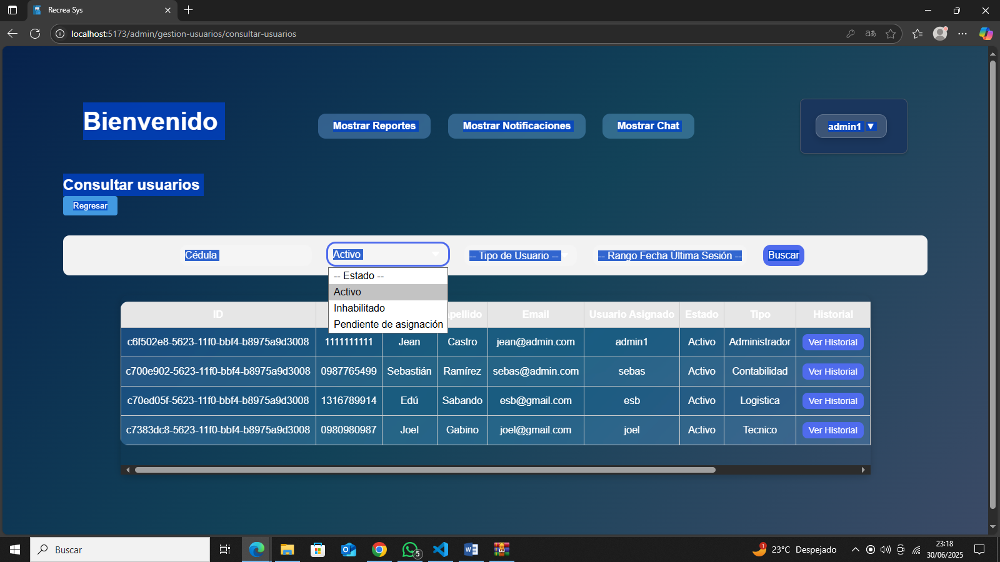 Recrea Sys
localhost:5173/admin/gestion-usuarios/consultar-usuarios
Bienvenido
Mostrar Reportes
Mostrar Notificaciones
Mostrar Chat
admin1 ▼
Consultar usuarios
Regresar
Cédula
Activo
-- Tipo de Usuario --
-- Rango Fecha Última Sesión --
Buscar
-- Estado --
Activo
Inhabilitado
Pendiente de asignación
ID pellido Email Usuario Asignado Estado Tipo Historial
c6f502e8-5623-11f0-bbf4-b8975a9d3008 1111111111 Jean Castro jean@admin.com admin1 Activo Administrador Ver Historial
c700e902-5623-11f0-bbf4-b8975a9d3008 0987765499 Sebastián Ramírez sebas@admin.com sebas Activo Contabilidad Ver Historial
c70ed05f-5623-11f0-bbf4-b8975a9d3008 1316789914 Edú Sabando esb@gmail.com esb Activo Logistica Ver Historial
c7383dc8-5623-11f0-bbf4-b8975a9d3008 0980980987 Joel Gabino joel@gmail.com joel Activo Tecnico Ver Historial
Buscar
5
1
23°C Despejado
23:18
30/06/2025